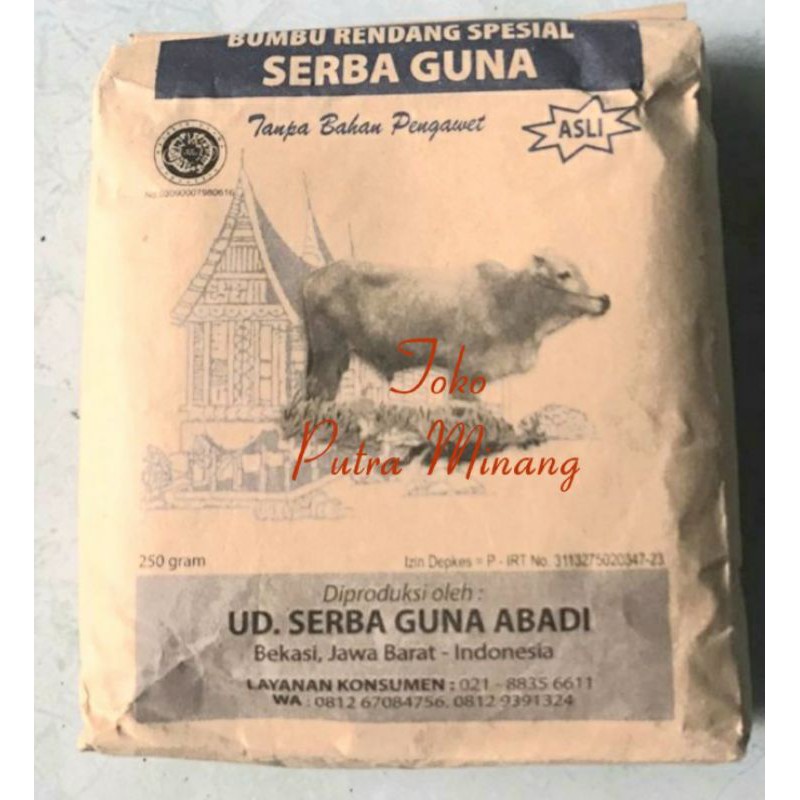 BUMBU RENDANG SPESIAL
SERBA GUNA
Tanpa Bahan Pengawet
ASLI
No.
Toko
Putra Minang
250 gram
Izin Depkes = P - IRT No. 3113275020347-23
Diproduksi oleh :
UD. SERBA GUNA ABADI
Bekasi, Jawa Barat - Indonesia
LAYANAN KONSUMEN : 021 - 8835 6611
WA : 0812 67084756, 0812 9391324